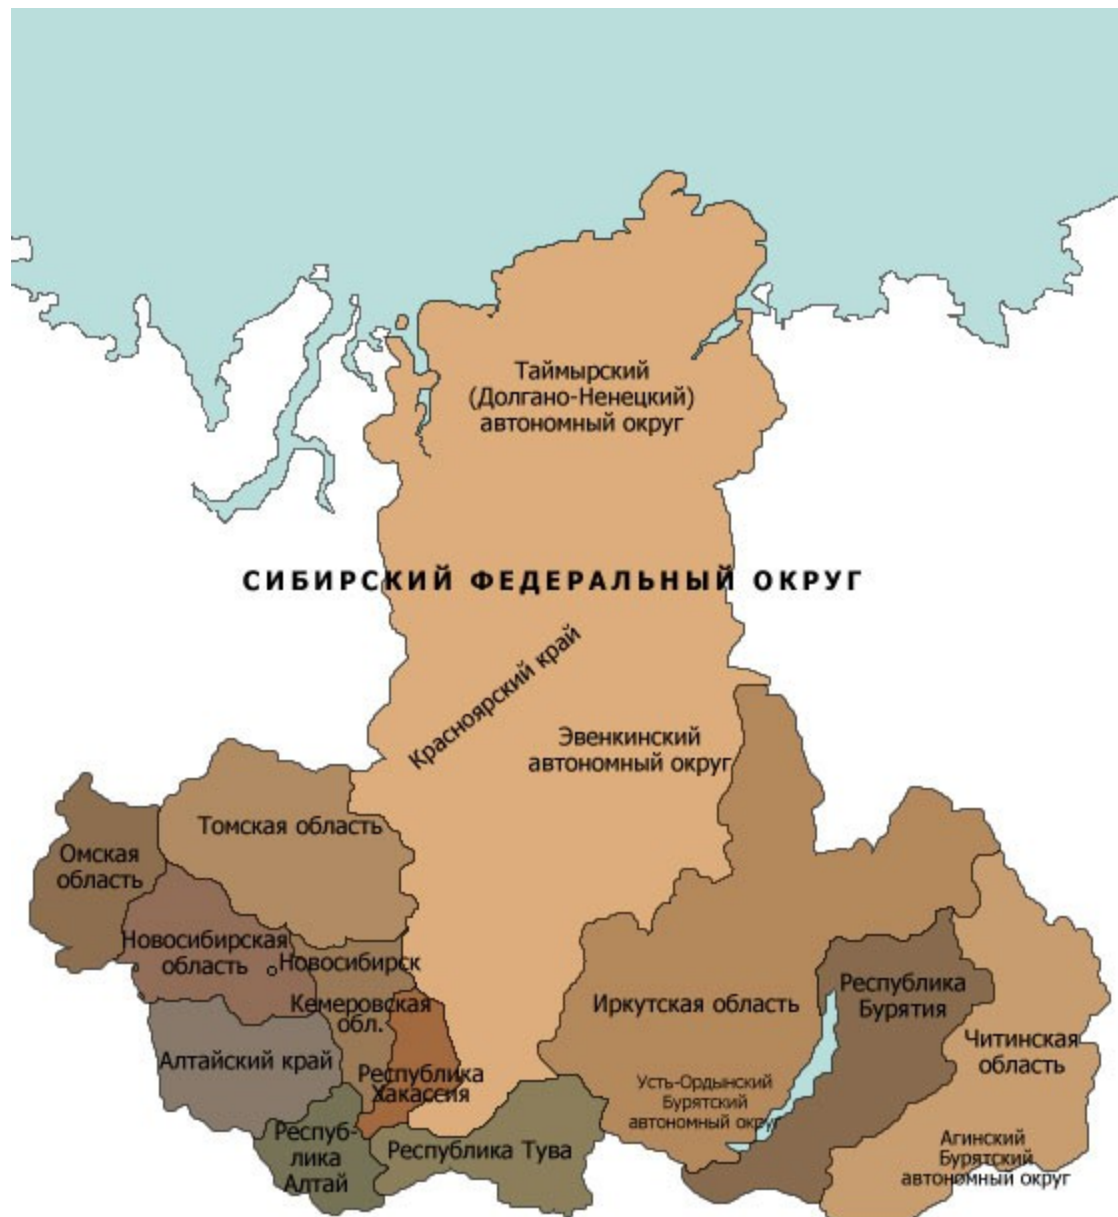 Таймырский
(Долгано-Ненецкий)
автономный округ
СИБИРСКИЙ ФЕДЕРАЛЬНЫЙ ОКРУГ
Красноярский край
Эвенкинский
автономный округ
Томская область
Омская
область
Новосибирская
область
Новосибирск
Кемеровская
обл.
Алтайский край
Республика
Хакассия
Респуб-
лика
Алтай
Республика Тува
Иркутская область
Усть-Ордынский
Бурятский
автономный округ
Республика
Бурятия
Читинская
область
Агинский
Бурятский
автономный округ